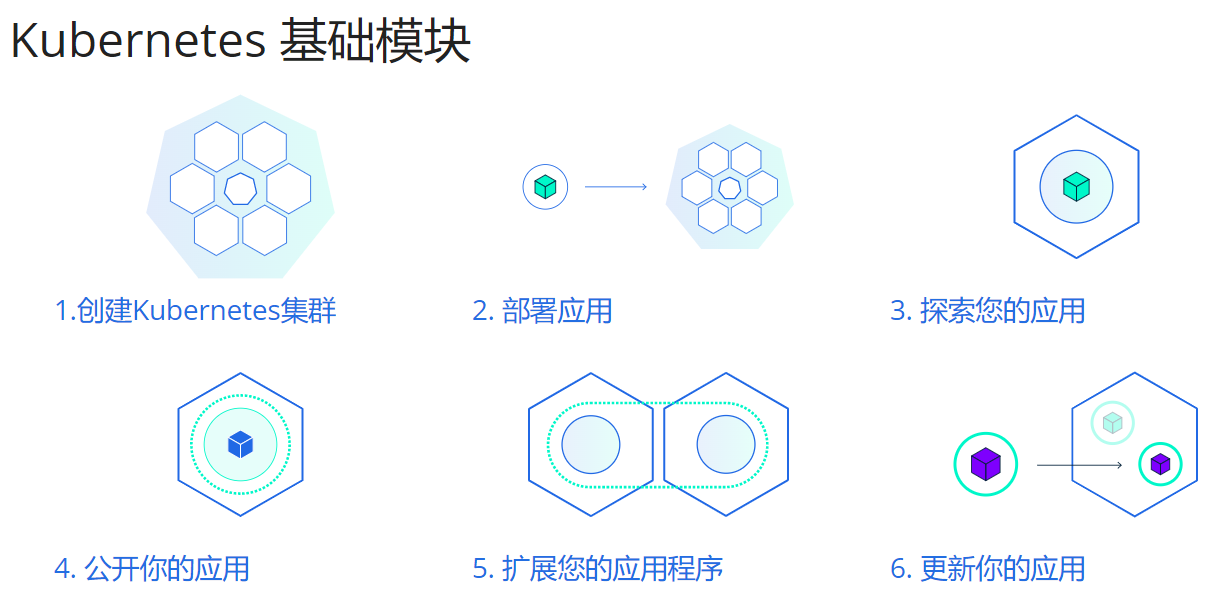 Kubernetes 基础模块
1.创建Kubernetes集群
2. 部署应用
3. 探索您的应用
4. 公开你的应用
5. 扩展您的应用程序
6. 更新你的应用